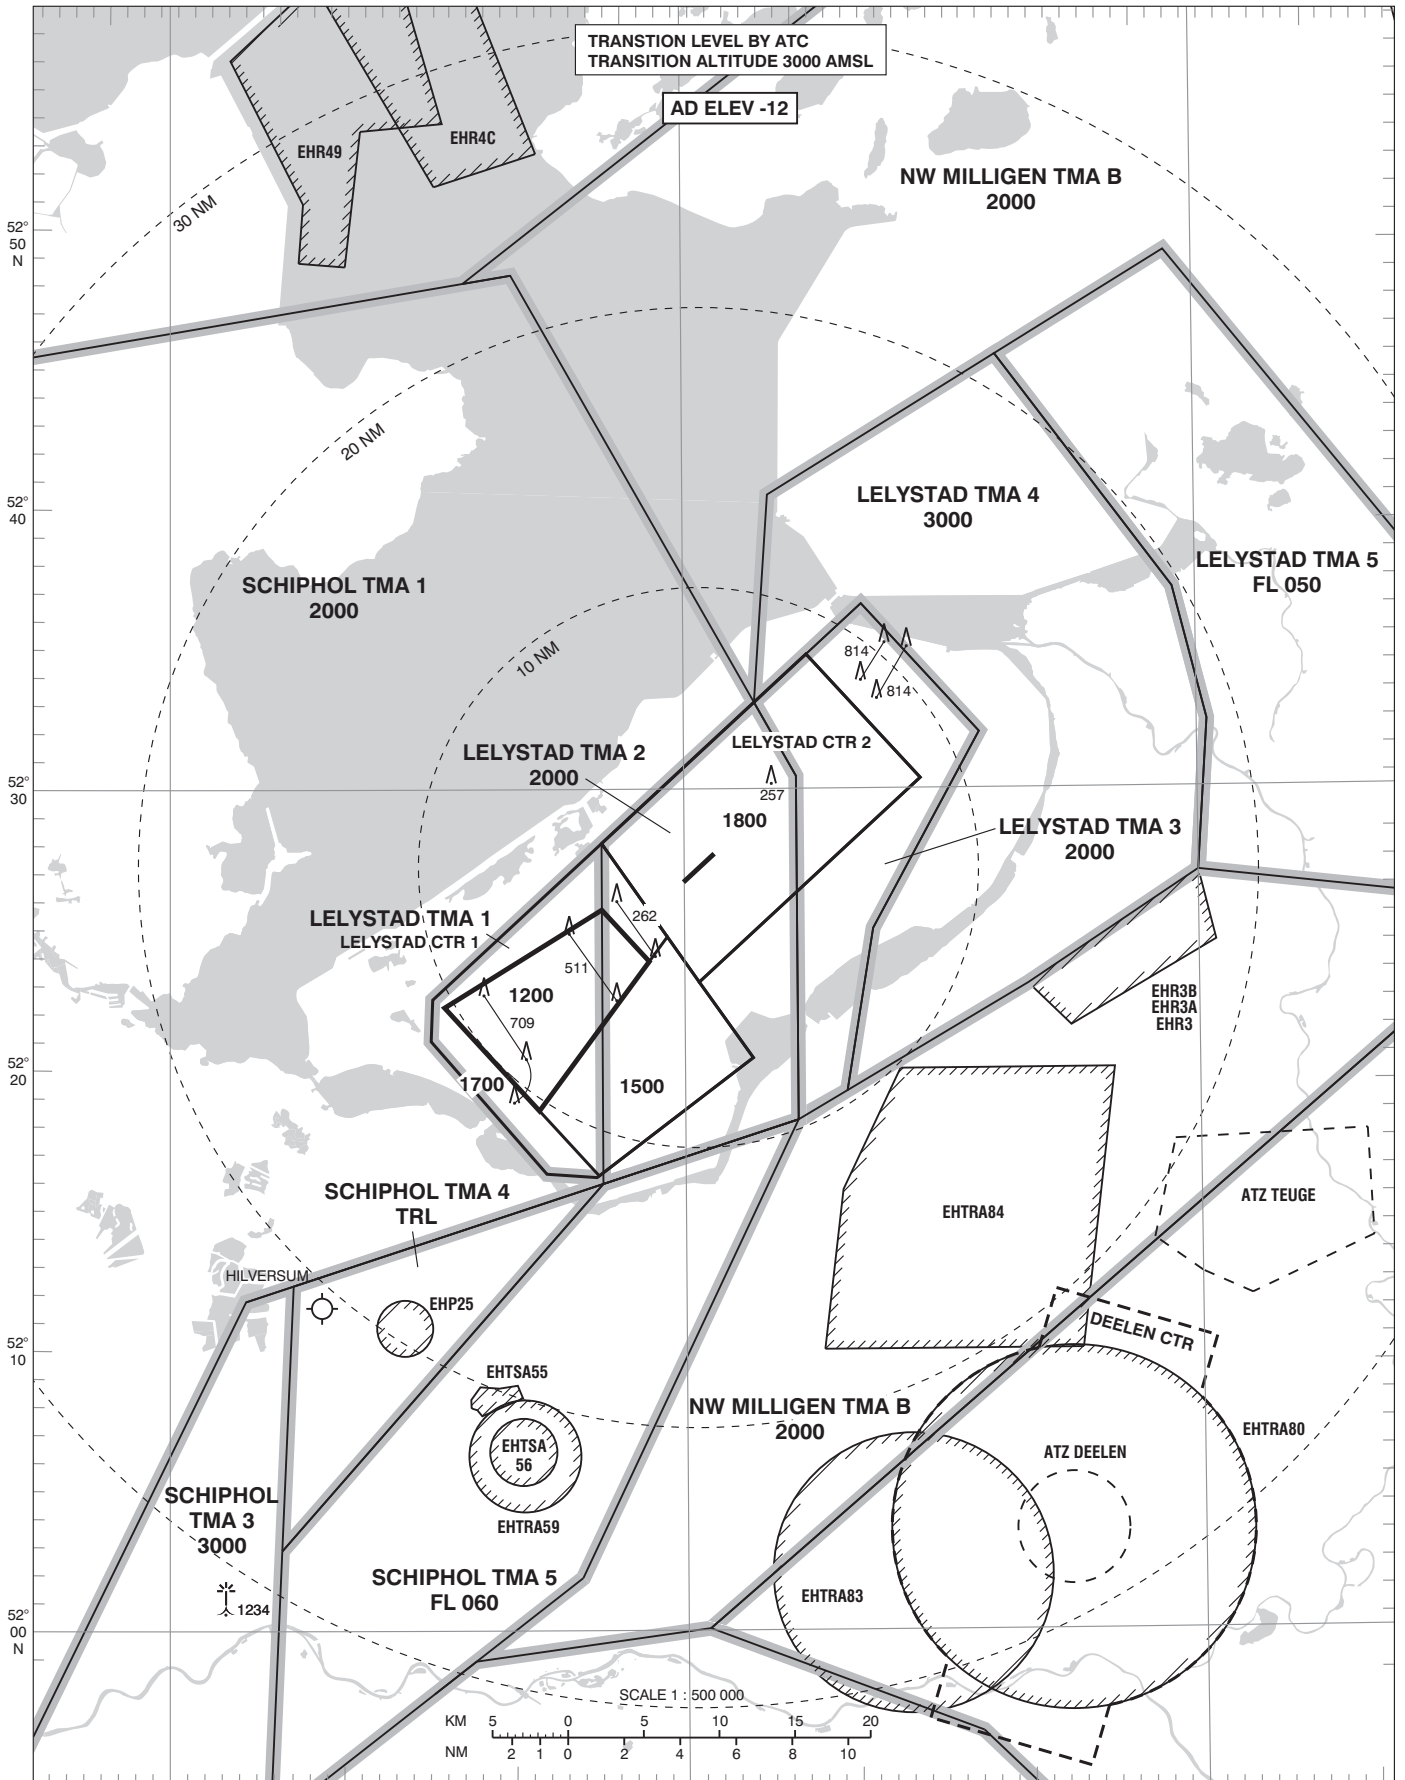 TRANSTION LEVEL BY ATC
TRANSITION ALTITUDE 3000 AMSL
AD ELEV -12
EHR49
EHR4C
NW MILLIGEN TMA B
2000
30 NM
52°
50
N
20 NM
52°
40
LELYSTAD TMA 4
3000
LELYSTAD TMA 5
FL 050
SCHIPHOL TMA 1
2000
10 NM
814
814
LELYSTAD TMA 2
2000
LELYSTAD CTR 2
257
52°
30
1800
LELYSTAD TMA 3
2000
LELYSTAD TMA 1
LELYSTAD CTR 1
262
511
1200
709
EHR3B
EHR3A
EHR3
52°
20
1700
1500
SCHIPHOL TMA 4
TRL
ATZ TEUGE
EHTRA84
HILVERSUM
EHP25
DEELEN CTR
52°
10
EHTSA55
NW MILLIGEN TMA B
2000
EHTRA80
EHTSA
56
ATZ DEELEN
SCHIPHOL
TMA 3
3000
EHTRA59
SCHIPHOL TMA 5
FL 060
EHTRA83
1234
52°
00
N
SCALE 1 : 500 000
KM 5 0 5 10 15 20
NM 2 1 0 2 4 6 8 10